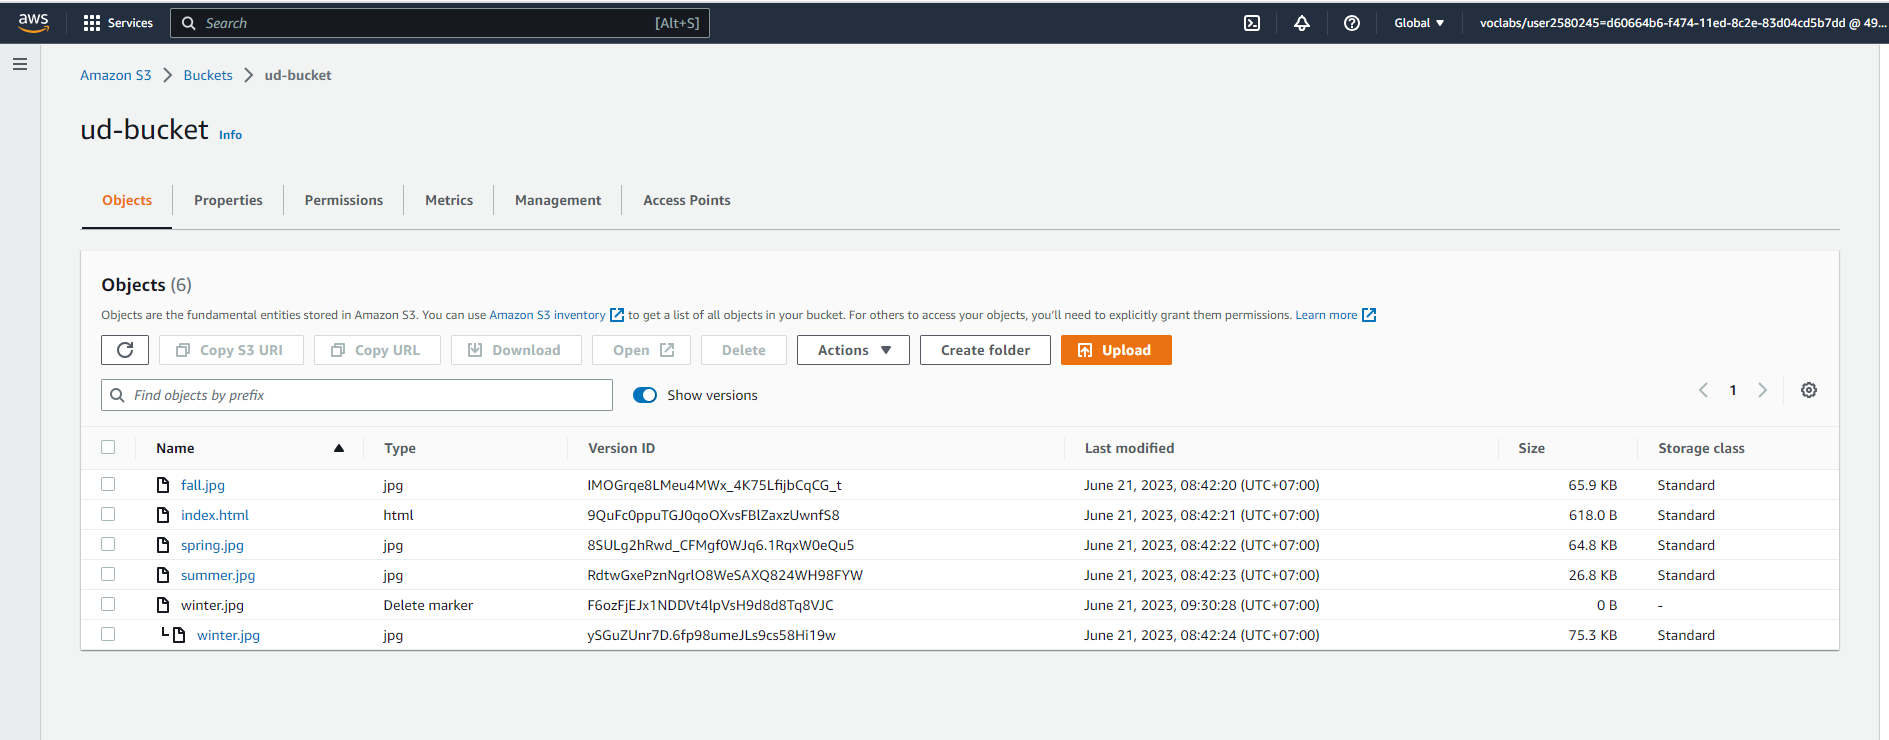 aws Services Search [Alt+S] Global voclabs/user2580245=d60664b6-f474-11ed-8c2e-83d04cd5b7dd @ 49...
Amazon S3 Buckets ud-bucket
ud-bucket Info
Objects Properties Permissions Metrics Management Access Points
Objects (6)
Objects are the fundamental entities stored in Amazon S3. You can use Amazon S3 inventory to get a list of all objects in your bucket. For others to access your objects, you'll need to explicitly grant them permissions. Learn more
Copy S3 URI Copy URL Download Open Delete Actions Create folder Upload
Find objects by prefix Show versions 1
Name Type Version ID Last modified Size Storage class
fall.jpg jpg IMOGrqe8LMeu4MWx_4K75LfijbCqCG_t June 21, 2023, 08:42:20 (UTC+07:00) 65.9 KB Standard
index.html html 9QuFc0ppuTGJ0qoOXvsFBlZaxzUwnfS8 June 21, 2023, 08:42:21 (UTC+07:00) 618.0 B Standard
spring.jpg jpg 8SULg2hRwd_CFMgf0WJq6.1RqxW0eQu5 June 21, 2023, 08:42:22 (UTC+07:00) 64.8 KB Standard
summer.jpg jpg RdtwGxePznNgrlO8WeSAXQ824WH98FYW June 21, 2023, 08:42:23 (UTC+07:00) 26.8 KB Standard
winter.jpg Delete marker F6ozFjEJx1NDDVt4lpVsH9d8d8Tq8VJC June 21, 2023, 09:30:28 (UTC+07:00) 0 B -
winter.jpg jpg ySGuZUnr7D.6fp98umeJLs9cs58Hi19w June 21, 2023, 08:42:24 (UTC+07:00) 75.3 KB Standard